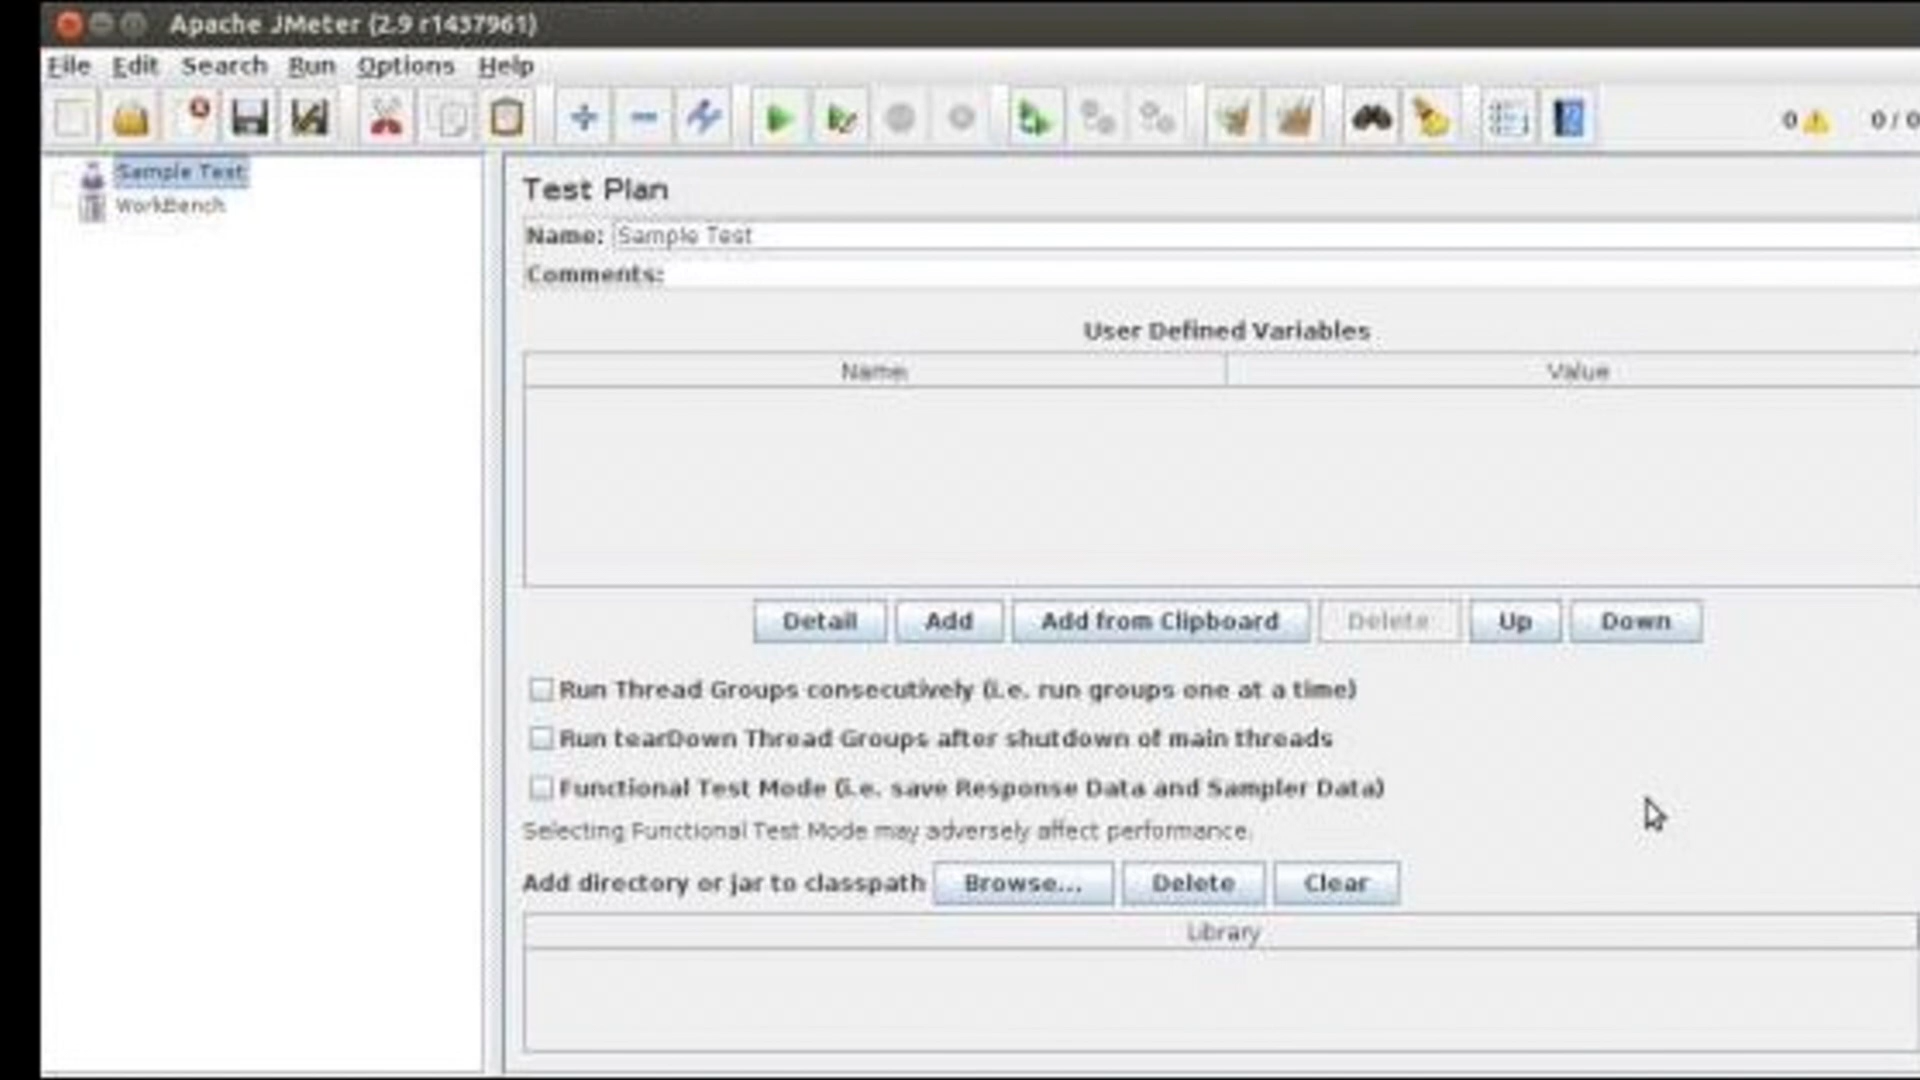 Apache JMeter (2.9 r1437961)
File Edit Search Run Options Help
0 0 / 0
Sample Test
WorkBench
Test Plan
Name: Sample Test
Comments:
User Defined Variables
Name: Value
Detail Add Add from Clipboard Delete Up Down
Run Thread Groups consecutively (i.e. run groups one at a time)
Run tearDown Thread Groups after shutdown of main threads
Functional Test Mode (i.e. save Response Data and Sampler Data)
Selecting Functional Test Mode may adversely affect performance.
Add directory or jar to classpath Browse... Delete Clear
Library